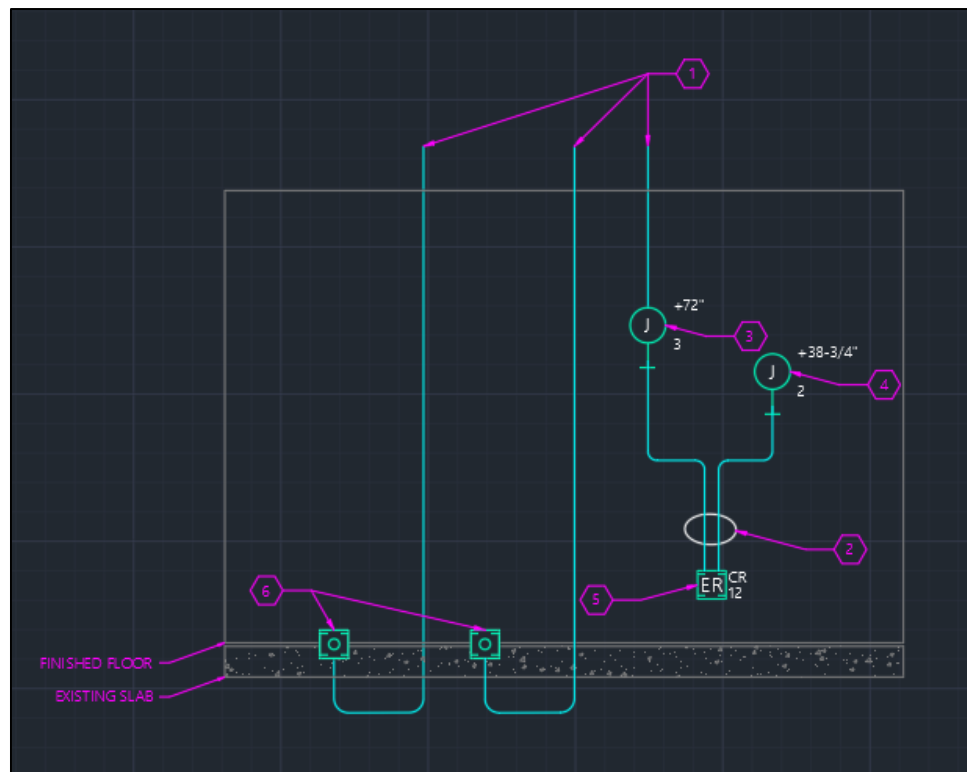 1
+72"
J
3
3
+38-3/4"
J
4
2
2
ER
CR
12
5
6
FINISHED FLOOR
EXISTING SLAB